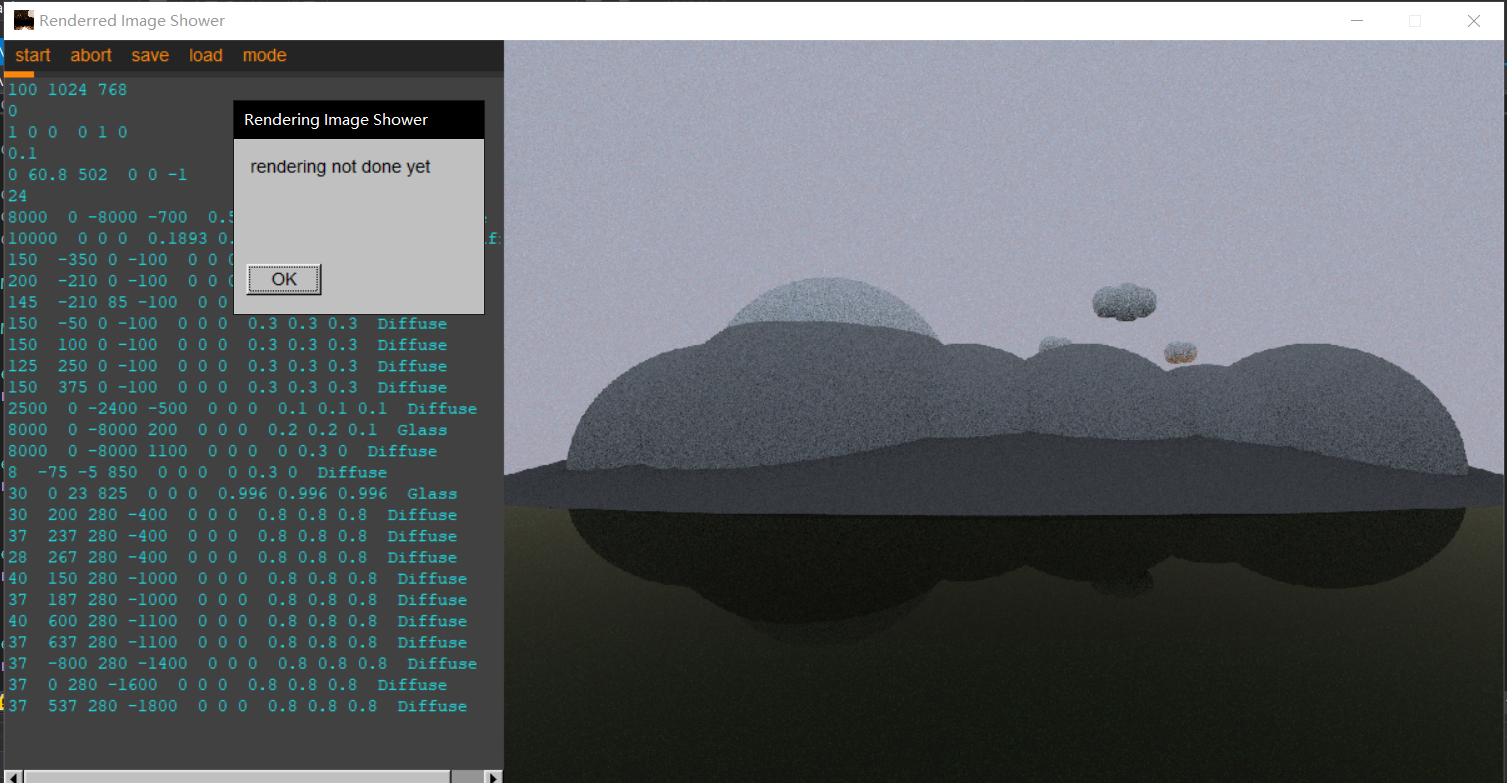 Renderred Image Shower
start abort save load mode
100 1024 768
0
1 0 0  0 1 0
0.1
0 60.8 502  0 0 -1
24
8000  0 -8000 -700  0.5
10000  0 0 0  0.1893 0.
150  -350 0 -100  0 0 0
200  -210 0 -100  0 0 0
145  -210 85 -100  0 0
150  -50 0 -100  0 0 0  0.3 0.3 0.3  Diffuse
150  100 0 -100  0 0 0  0.3 0.3 0.3  Diffuse
125  250 0 -100  0 0 0  0.3 0.3 0.3  Diffuse
150  375 0 -100  0 0 0  0.3 0.3 0.3  Diffuse
2500  0 -2400 -500  0 0 0  0.1 0.1 0.1  Diffuse
8000  0 -8000 200  0 0 0  0.2 0.2 0.1  Glass
8000  0 -8000 1100  0 0 0  0 0.3 0  Diffuse
8  -75 -5 850  0 0 0  0 0.3 0  Diffuse
30  0 23 825  0 0 0  0.996 0.996 0.996  Glass
30  200 280 -400  0 0 0  0.8 0.8 0.8  Diffuse
37  237 280 -400  0 0 0  0.8 0.8 0.8  Diffuse
28  267 280 -400  0 0 0  0.8 0.8 0.8  Diffuse
40  150 280 -1000  0 0 0  0.8 0.8 0.8  Diffuse
37  187 280 -1000  0 0 0  0.8 0.8 0.8  Diffuse
40  600 280 -1100  0 0 0  0.8 0.8 0.8  Diffuse
37  637 280 -1100  0 0 0  0.8 0.8 0.8  Diffuse
37  -800 280 -1400  0 0 0  0.8 0.8 0.8  Diffuse
37  0 280 -1600  0 0 0  0.8 0.8 0.8  Diffuse
37  537 280 -1800  0 0 0  0.8 0.8 0.8  Diffuse
Rendering Image Shower
rendering not done yet
OK